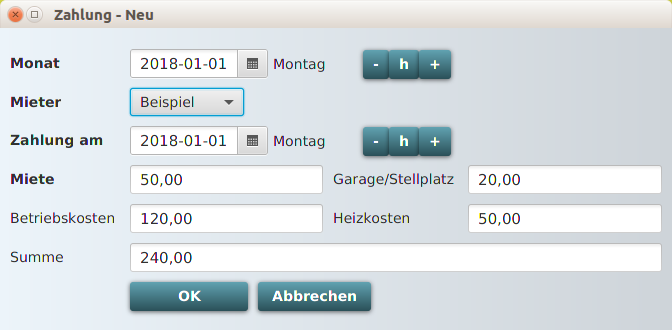 Zahlung - Neu
Monat 2018-01-01 Montag - h +
Mieter Beispiel
Zahlung am 2018-01-01 Montag - h +
Miete 50,00 Garage/Stellplatz 20,00
Betriebskosten 120,00 Heizkosten 50,00
Summe 240,00
OK Abbrechen